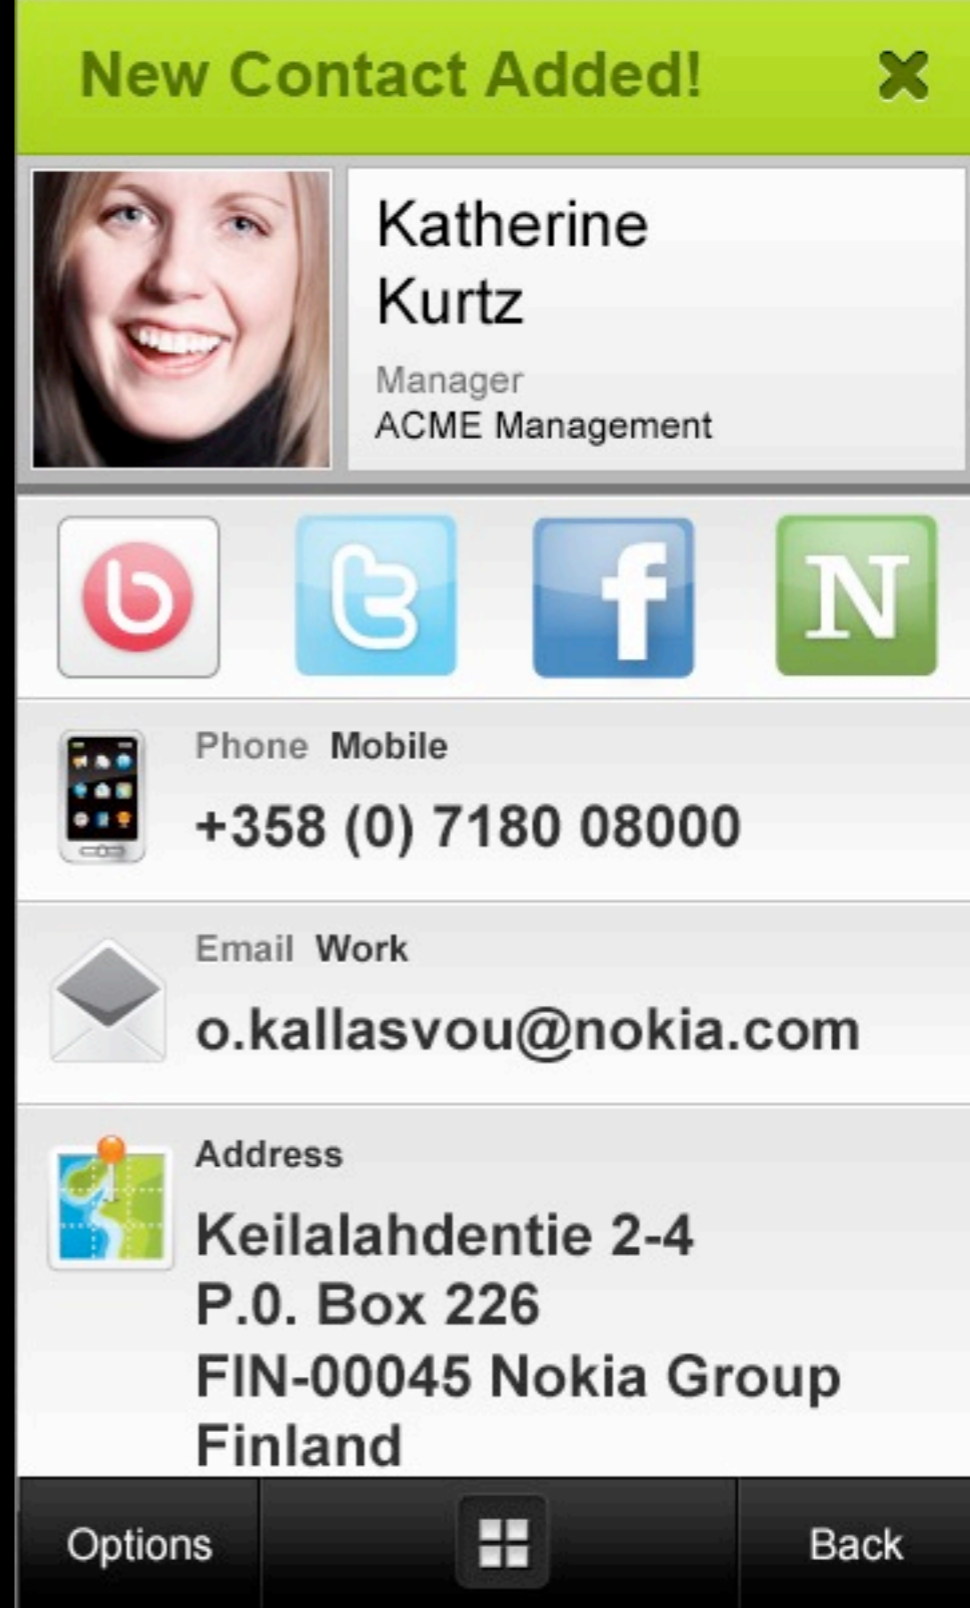 New Contact Added!
Katherine
Kurtz
Manager
ACME Management
b t f N
Phone Mobile
+358 (0) 7180 08000
Email Work
o.kallasvou@nokia.com
Address
Keilalahdentie 2-4
P.0. Box 226
FIN-00045 Nokia Group
Finland
Options Back